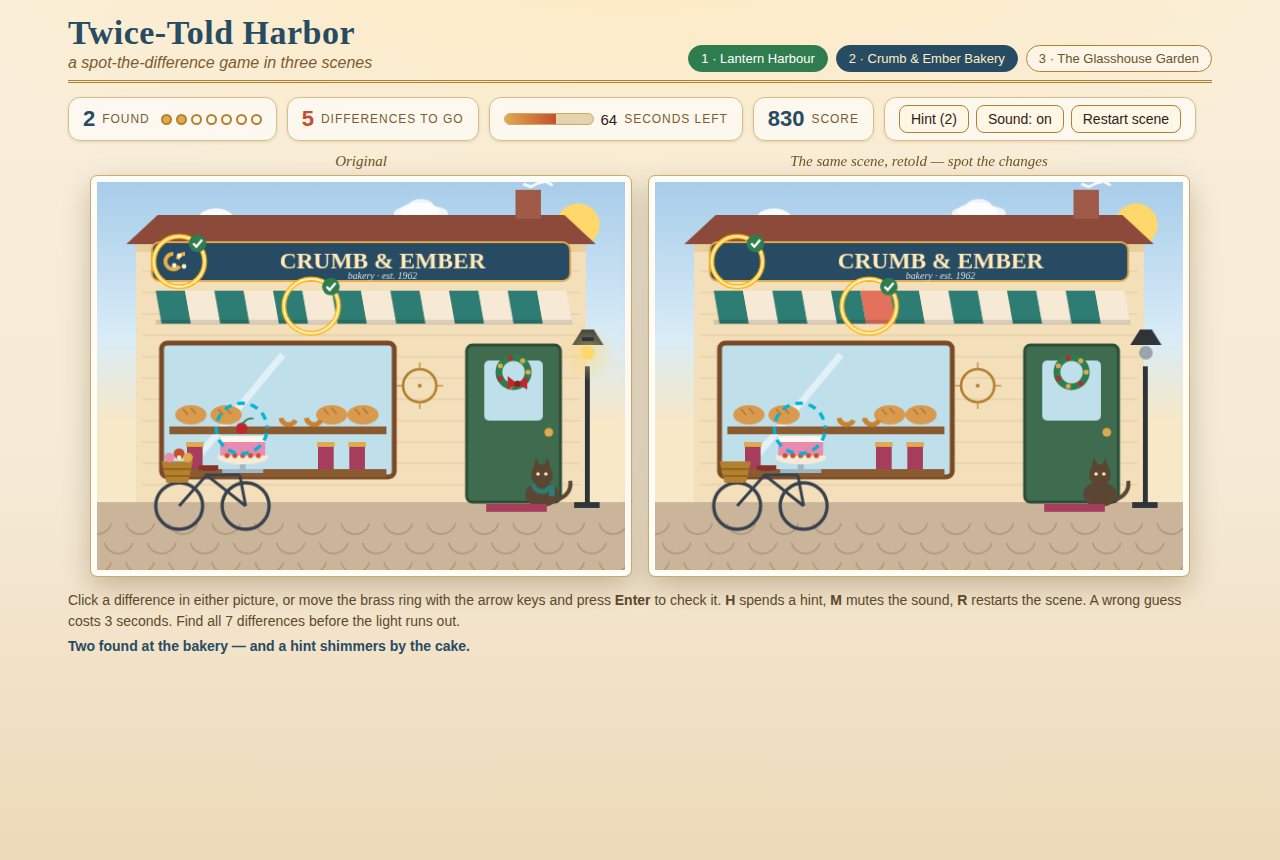 Twice-Told Harbor
a spot-the-difference game in three scenes
1 · Lantern Harbour
2 · Crumb & Ember Bakery
3 · The Glasshouse Garden
2 FOUND
5 DIFFERENCES TO GO
64 SECONDS LEFT
830 SCORE
Hint (2)
Sound: on
Restart scene
Original
The same scene, retold — spot the changes
CRUMB & EMBER
bakery · est. 1962
CRUMB & EMBER
bakery · est. 1962
Click a difference in either picture, or move the brass ring with the arrow keys and press Enter to check it. H spends a hint, M mutes the sound, R restarts the scene. A wrong guess
costs 3 seconds. Find all 7 differences before the light runs out.
Two found at the bakery — and a hint shimmers by the cake.